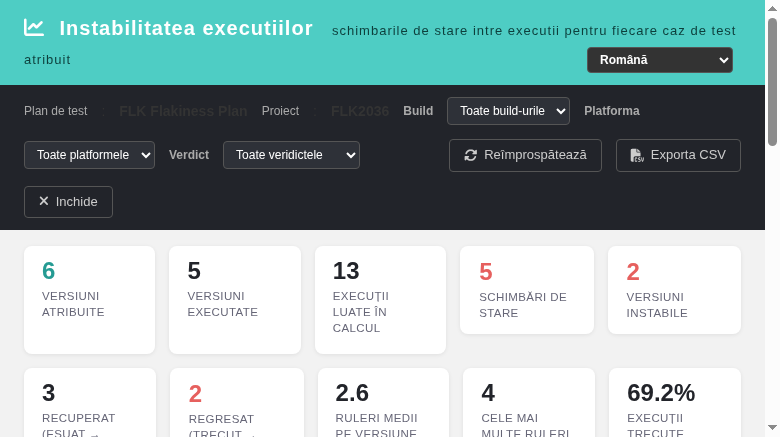 Instabilitatea executiilor schimbarile de stare intre executii pentru fiecare caz de test
atribuit Română
Plan de test : FLK Flakiness Plan Proiect : FLK2036 Build Toate build-urile Platforma
Toate platformele Verdict Toate veridictele Reîmprospătează Exporta CSV
Inchide
6 5 13 5 2
VERSIUNI ATRIBUITE
VERSIUNI EXECUTATE
EXECUȚII LUATE ÎN CALCUL
SCHIMBĂRI DE STARE
VERSIUNI INSTABILE
3 2 2.6 4 69.2%
RECUPERAT (EȘUAT →
REGRESAT (TRECUT →
RULERI MEDII PE VERSIUNE
CELE MAI MULTE RULERI
EXECUȚII TRECUTE